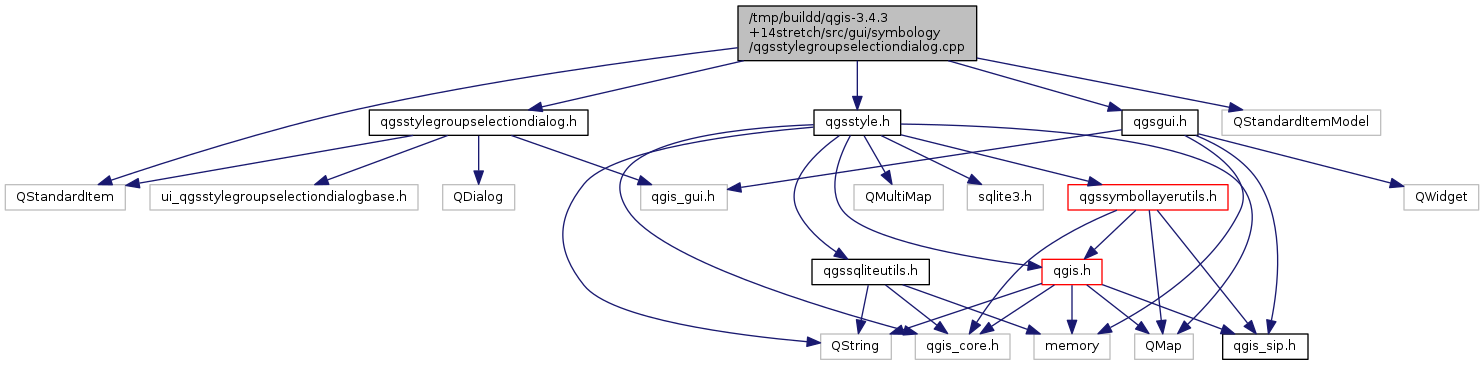 /tmp/buildd/qgis-3.4.3
+14stretch/src/gui/symbology
/qgsstylegroupselectiondialog.cpp
qgsstylegroupselectiondialog.h
qgsstyle.h
qgsgui.h
QStandardItemModel
QStandardItem
ui_qgsstylegroupselectiondialogbase.h
QDialog
qgis_gui.h
QMultiMap
sqlite3.h
qgssymbollayerutils.h
QWidget
qgssqliteutils.h
qgis.h
QString
qgis_core.h
memory
QMap
qgis_sip.h